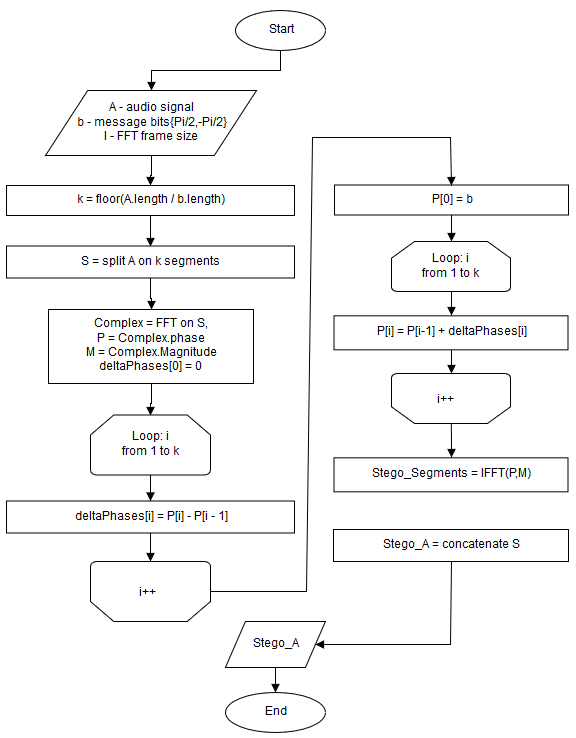 Start
A - audio signal
b - message bits{Pi/2,-Pi/2}
l - FFT frame size
k = floor(A.length / b.length)
S = split A on k segments
Complex = FFT on S,
P = Complex.phase
M = Complex.Magnitude
deltaPhases[0] = 0
Loop: i
from 1 to k
deltaPhases[i] = P[i] - P[i - 1]
i++
P[0] = b
Loop: i
from 1 to k
P[i] = P[i-1] + deltaPhases[i]
i++
Stego_Segments = IFFT(P,M)
Stego_A = concatenate S
Stego_A
End